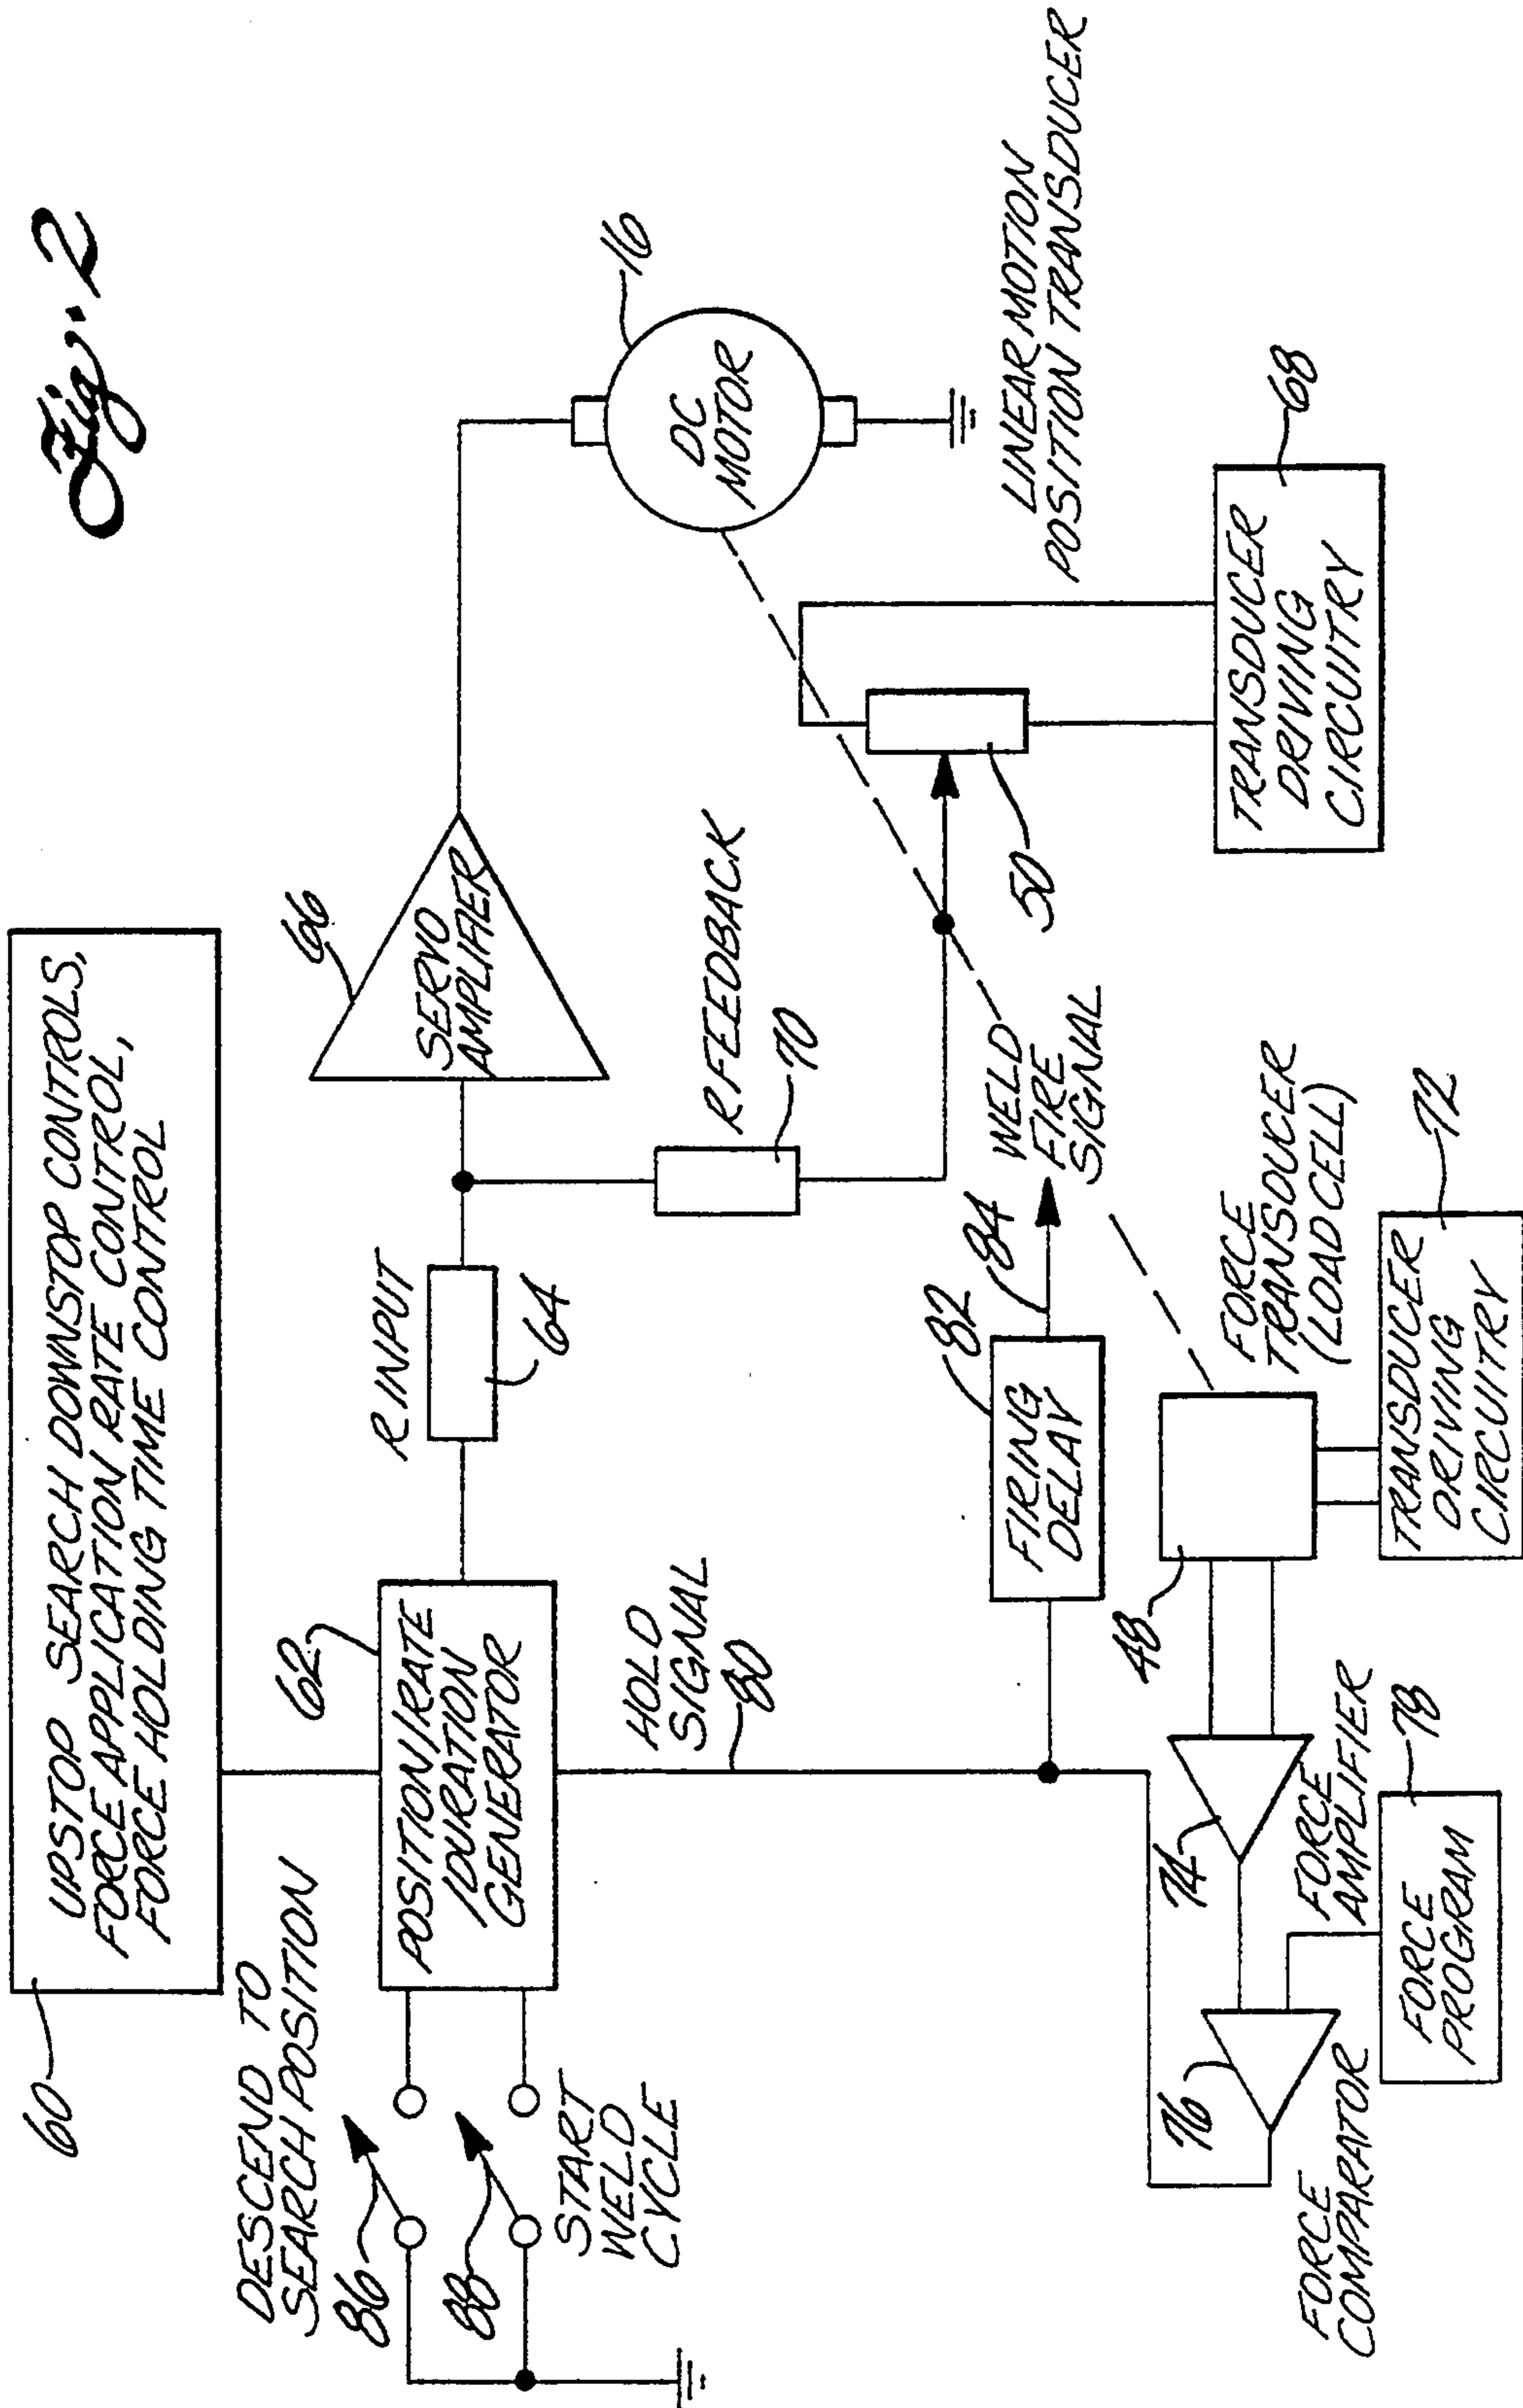 Fig. 2
60
UPSTOP SEARCH DOWNSTOP CONTROLS,
FORCE APPLICATION RATE CONTROL,
FORCE HOLDING TIME CONTROL
DESCEND TO
SEARCH POSITION
86
88
START
WELD
CYCLE
62
POSITION/RATE
/DURATION
GENERATOR
R INPUT
64
66
SERVO
AMPLIFIER
16
DC
MOTOR
R FEEDBACK
70
LINEAR MOTION
POSITION TRANSDUCER
50
68
TRANSDUCER
DRIVING
CIRCUITRY
HOLD
SIGNAL
80
82
FIRING
DELAY
84
WELD
FIRE
SIGNAL
48
FORCE
TRANSDUCER
(LOAD CELL)
72
TRANSDUCER
DRIVING
CIRCUITRY
74
FORCE
AMPLIFIER
76
FORCE
COMPARATOR
78
FORCE
PROGRAM